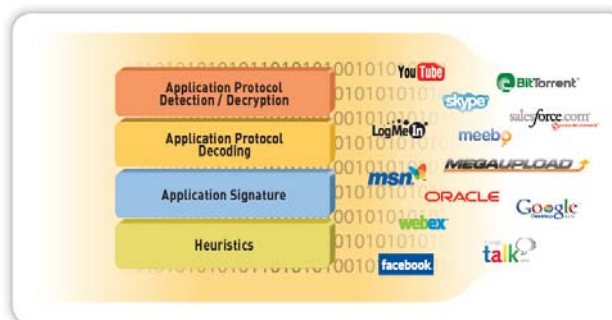 Application Protocol
Detection / Decryption
Application Protocol
Decoding
Application Signature
Heuristics
YouTube
BitTorrent
skype
salesforce.com
LogMeIn
meebo
MEGAUPLOAD
msn
ORACLE
Google
webex
talk
facebook